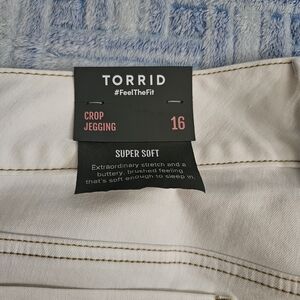 TORRID
#FeelTheFit
CROP
JEGGING
16
SUPER SOFT
Extraordinary stretch and a
buttery, brushed feeling
that's soft enough to sleep in.